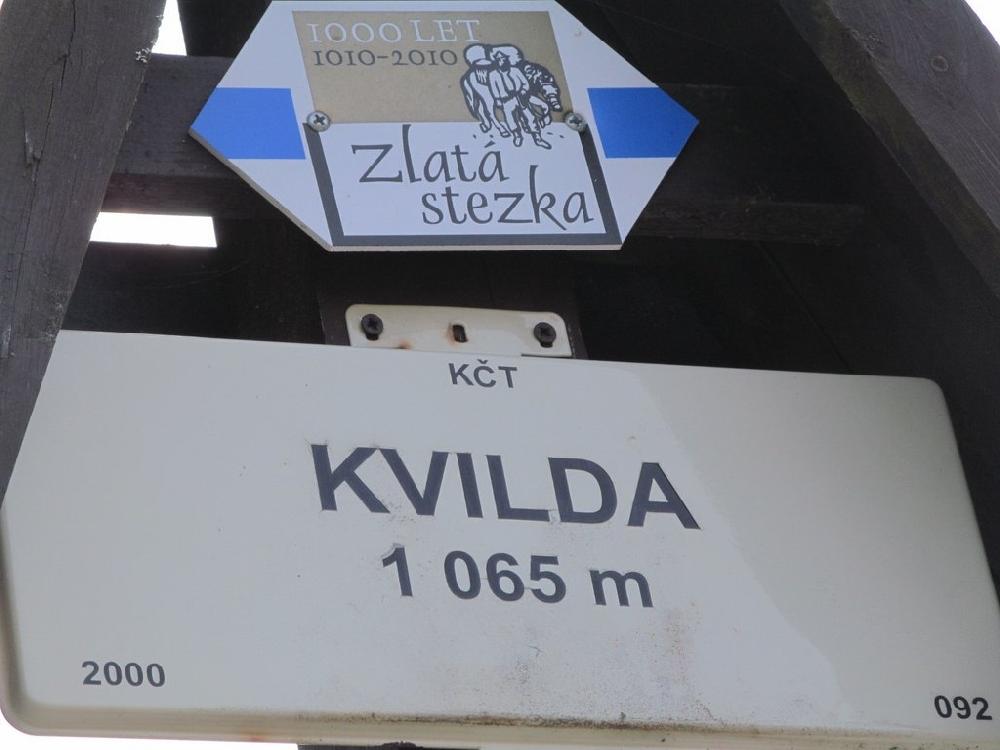 1000 LET
1010-2010
Zlatá
stezka
KČT
KVILDA
1 065 m
2000
092